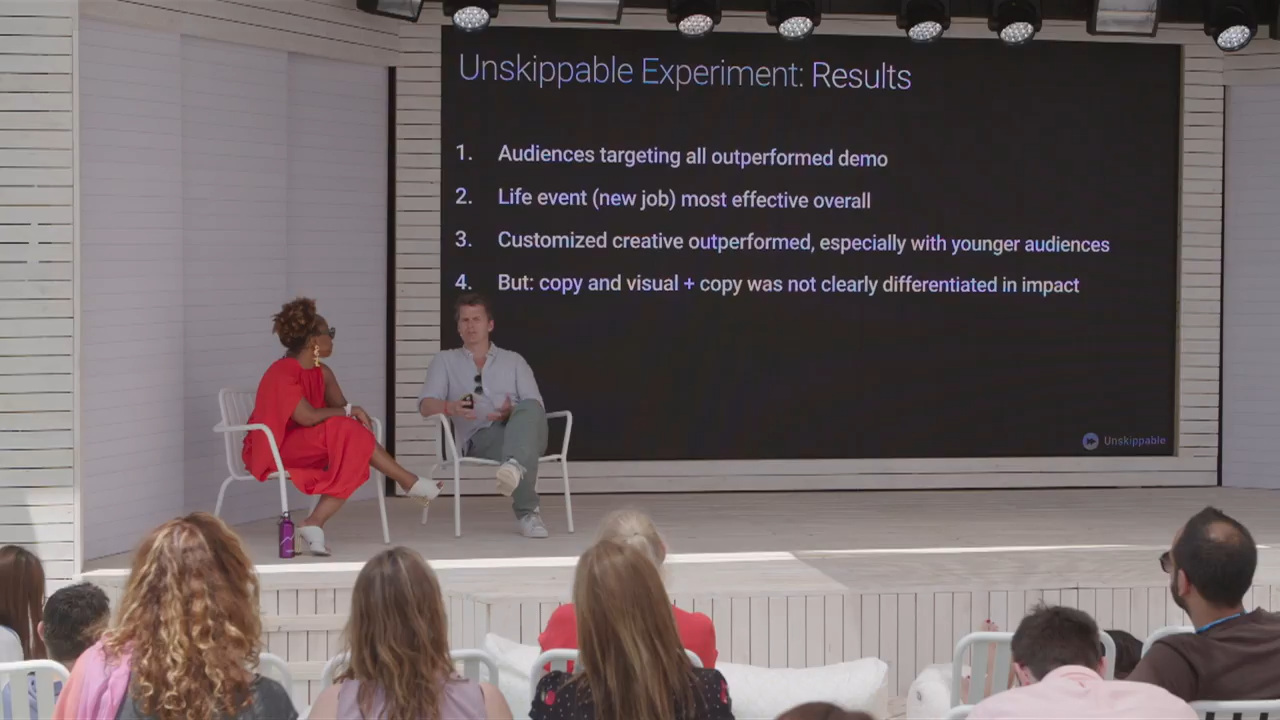 Unskippable Experiment: Results
1. Audiences targeting all outperformed demo
2. Life event (new job) most effective overall
3. Customized creative outperformed, especially with younger audiences
4. But: copy and visual + copy was not clearly differentiated in impact
Unskippable